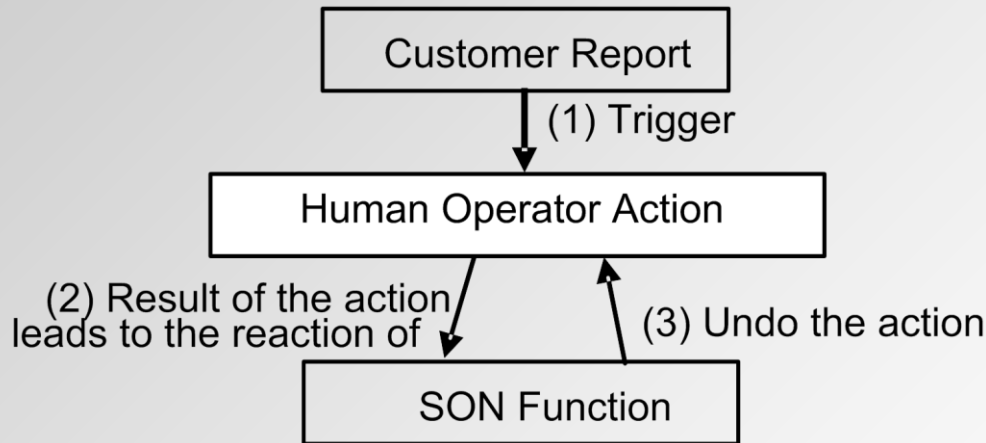 Customer Report
(1) Trigger
Human Operator Action
(2) Result of the action
leads to the reaction of
(3) Undo the action
SON Function